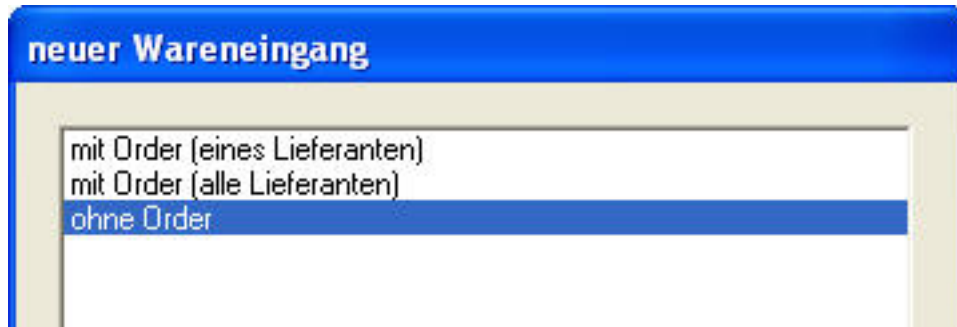 neuer Wareneingang
mit Order (eines Lieferanten)
mit Order (alle Lieferanten)
ohne Order